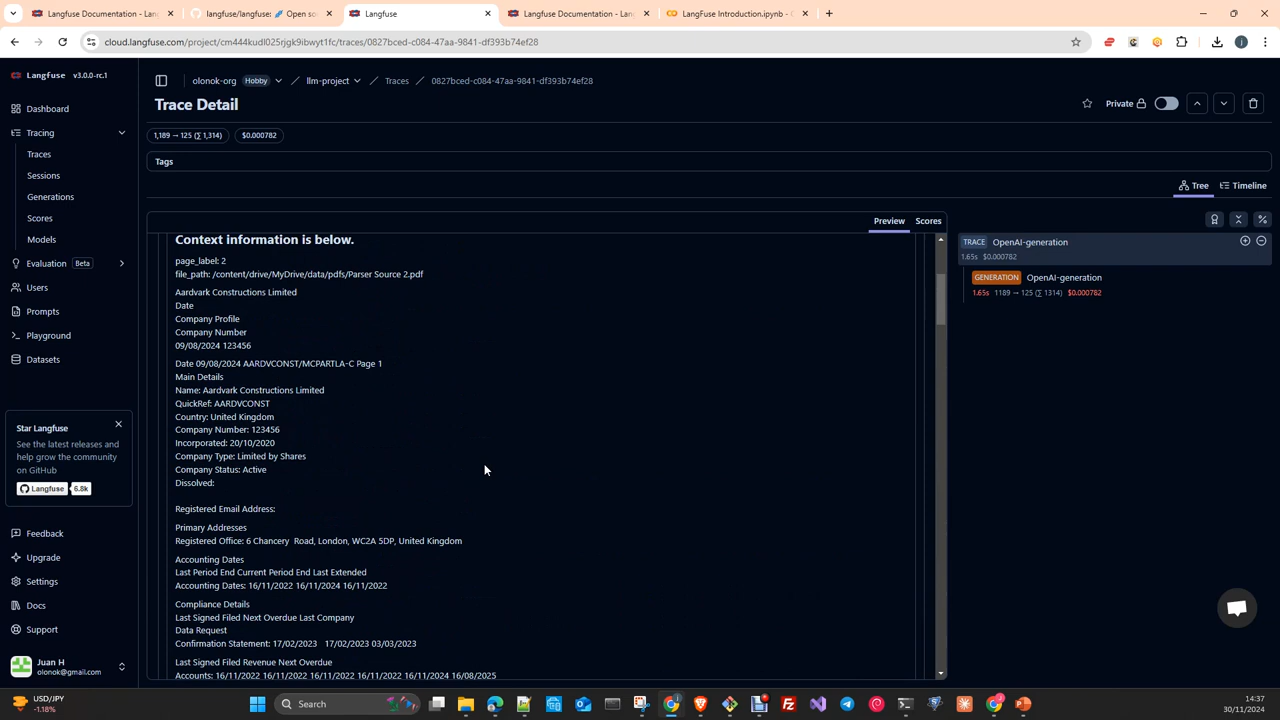 Langfuse Documentation - Lang
langfuse/langfuse: Open so
Langfuse
Langfuse Documentation - Lang
LangFuse Introduction.ipynb - C
cloud.langfuse.com/project/cm444kudl025rjgk9ibwyt1fc/traces/0827bced-c084-47aa-9841-df393b74ef28
Langfuse v3.0.0-rc.1
olonok-org Hobby / llm-project / Traces / 0827bced-c084-47aa-9841-df393b74ef28
Trace Detail
Private
1,189 → 125 (∑ 1,314) $0.000782
Tags
Tree Timeline
Dashboard
Tracing
Traces
Sessions
Generations
Scores
Models
Evaluation Beta
Users
Prompts
Playground
Datasets
Star Langfuse
See the latest releases and
help grow the community
on GitHub
Langfuse 6.8k
Feedback
Upgrade
Settings
Docs
Support
Juan H
olonok@gmail.com
Preview Scores
Context information is below.
page_label: 2
file_path: /content/drive/MyDrive/data/pdfs/Parser Source 2.pdf
Aardvark Constructions Limited
Date
Company Profile
Company Number
09/08/2024 123456
Date 09/08/2024 AARDVCONST/MCPARTLA-C Page 1
Main Details
Name: Aardvark Constructions Limited
QuickRef: AARDVCONST
Country: United Kingdom
Company Number: 123456
Incorporated: 20/10/2020
Company Type: Limited by Shares
Company Status: Active
Dissolved:
Registered Email Address:
Primary Addresses
Registered Office: 6 Chancery Road, London, WC2A 5DP, United Kingdom
Accounting Dates
Last Period End Current Period End Last Extended
Accounting Dates: 16/11/2022 16/11/2024 16/11/2022
Compliance Details
Last Signed Filed Next Overdue Last Company
Data Request
Confirmation Statement: 17/02/2023 17/02/2023 03/03/2023
Last Signed Filed Revenue Next Overdue
Accounts: 16/11/2022 16/11/2022 16/11/2022 16/11/2022 16/11/2024 16/08/2025
TRACE OpenAI-generation
1.65s $0.000782
GENERATION OpenAI-generation
1.65s 1189 → 125 (∑ 1314) $0.000782
USD/JPY
-1.18%
Search
14:37
30/11/2024